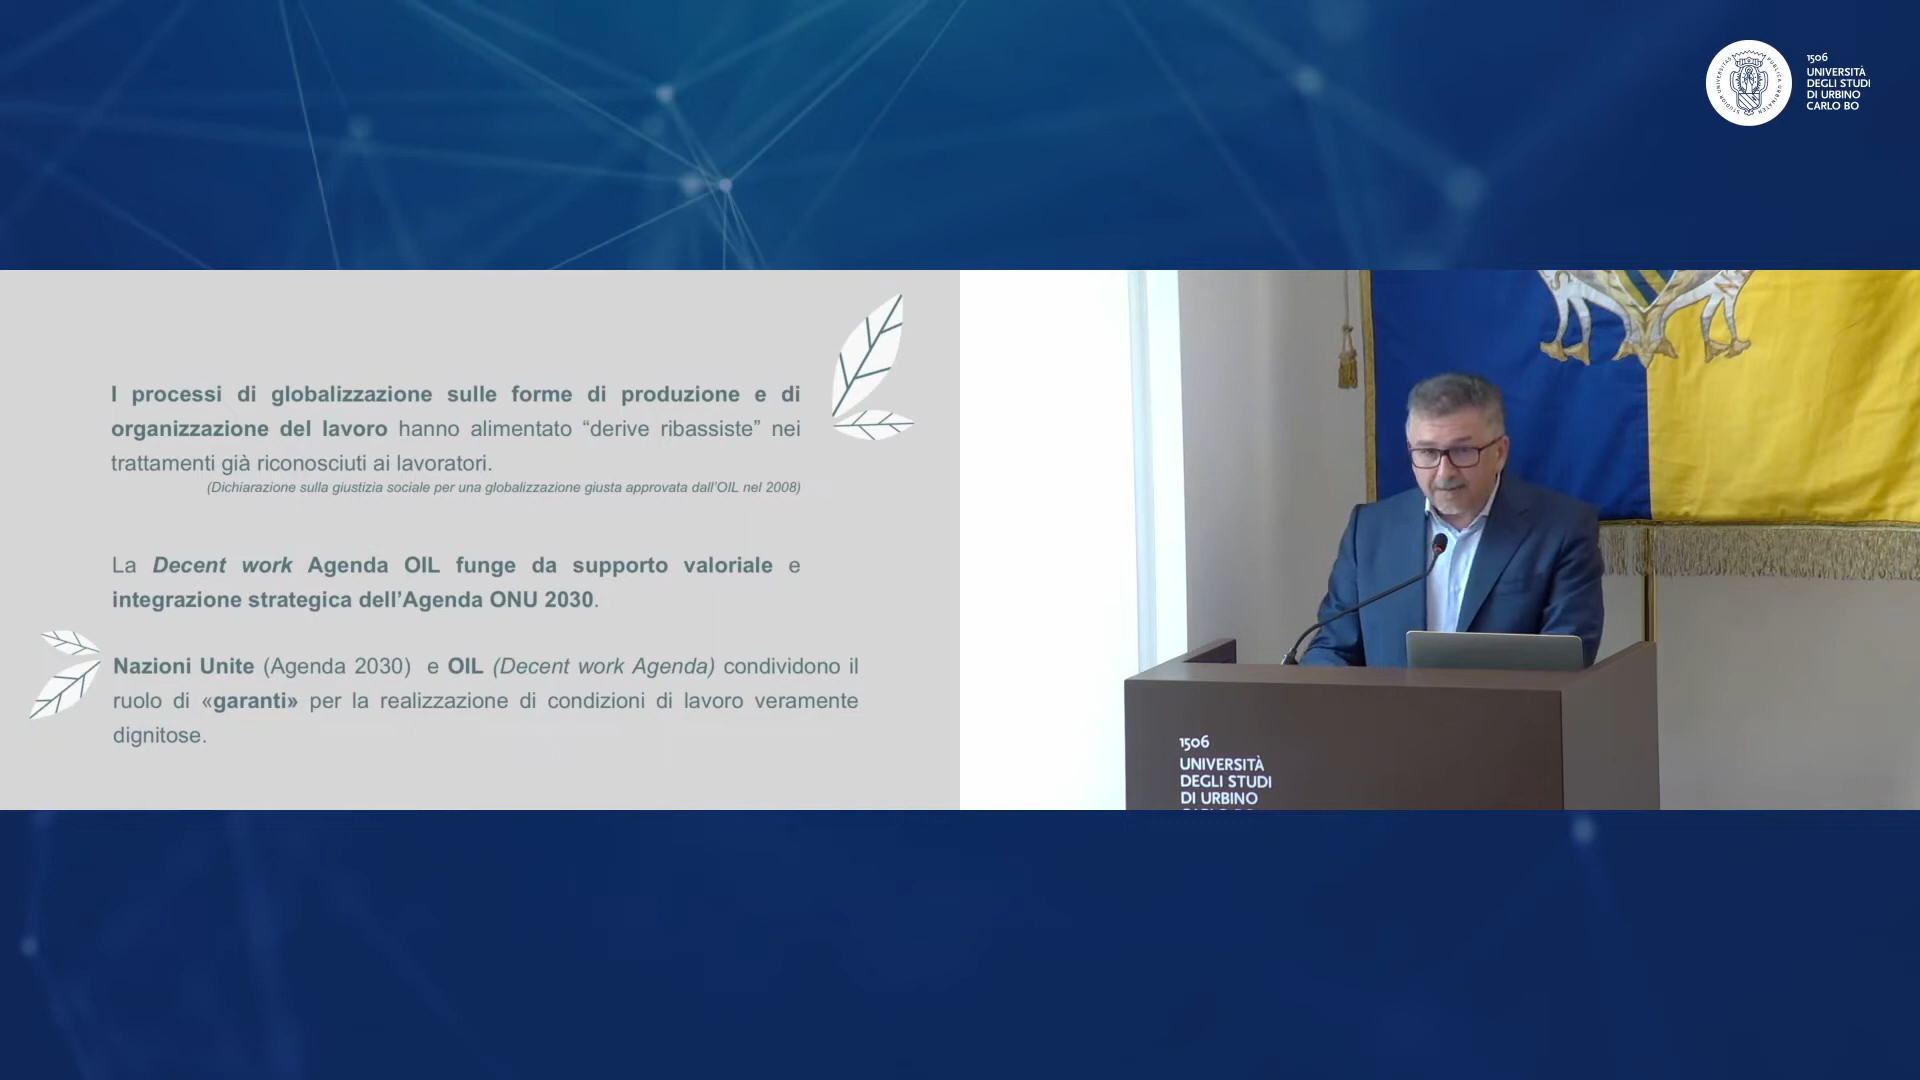 1506
UNIVERSITÀ
DEGLI STUDI
DI URBINO
CARLO BO
I processi di globalizzazione sulle forme di produzione e di
organizzazione del lavoro hanno alimentato “derive ribassiste” nei
trattamenti già riconosciuti ai lavoratori.
(Dichiarazione sulla giustizia sociale per una globalizzazione giusta approvata dall’OIL nel 2008)
La Decent work Agenda OIL funge da supporto valoriale e
integrazione strategica dell’Agenda ONU 2030.
Nazioni Unite (Agenda 2030) e OIL (Decent work Agenda) condividono il
ruolo di «garanti» per la realizzazione di condizioni di lavoro veramente
dignitose.
1506
UNIVERSITÀ
DEGLI STUDI
DI URBINO